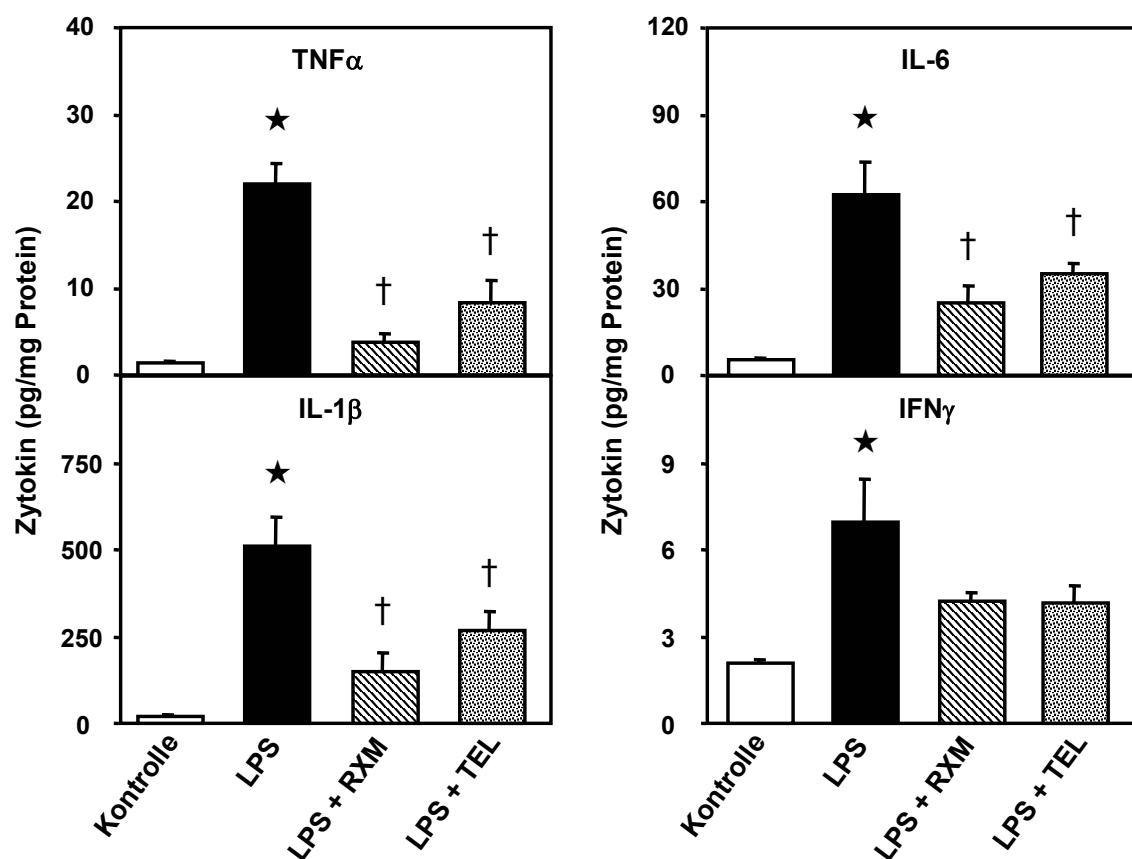 Zytokin (pg/mg Protein)
TNFα
40
30
20
10
0
★
†
†
IL-1β
750
500
250
0
★
†
†
Kontrolle
LPS
LPS + RXM
LPS + TEL
Zytokin (pg/mg Protein)
IL-6
120
90
60
30
0
★
†
†
IFNγ
9
6
3
0
★
Kontrolle
LPS
LPS + RXM
LPS + TEL